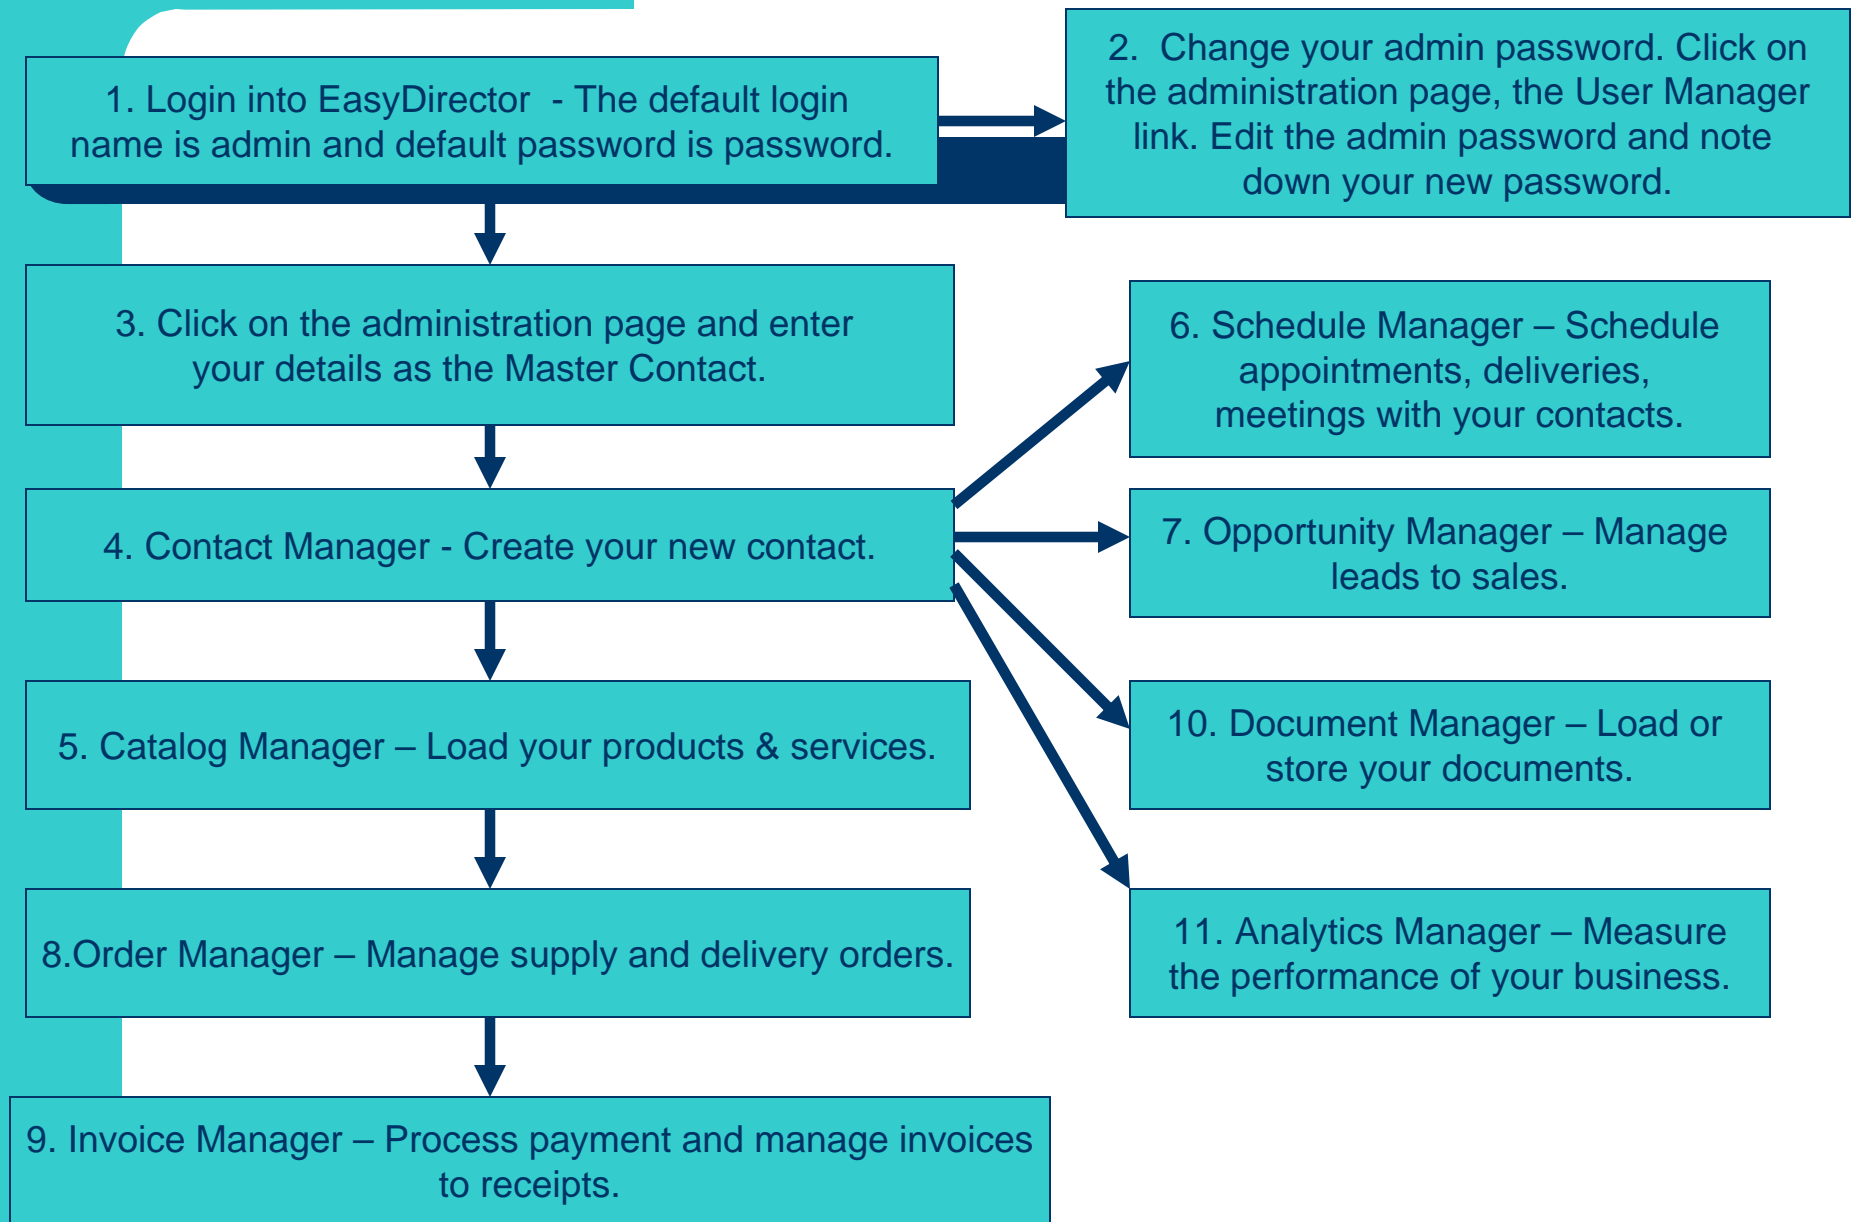 1. Login into EasyDirector  - The default login
name is admin and default password is password.
2.  Change your admin password. Click on
the administration page, the User Manager
link. Edit the admin password and note
down your new password.
3. Click on the administration page and enter
your details as the Master Contact.
4. Contact Manager - Create your new contact.
5. Catalog Manager – Load your products & services.
6. Schedule Manager – Schedule
appointments, deliveries,
meetings with your contacts.
7. Opportunity Manager – Manage
leads to sales.
8.Order Manager – Manage supply and delivery orders.
9. Invoice Manager – Process payment and manage invoices
to receipts.
10. Document Manager – Load or
store your documents.
11. Analytics Manager – Measure
the performance of your business.